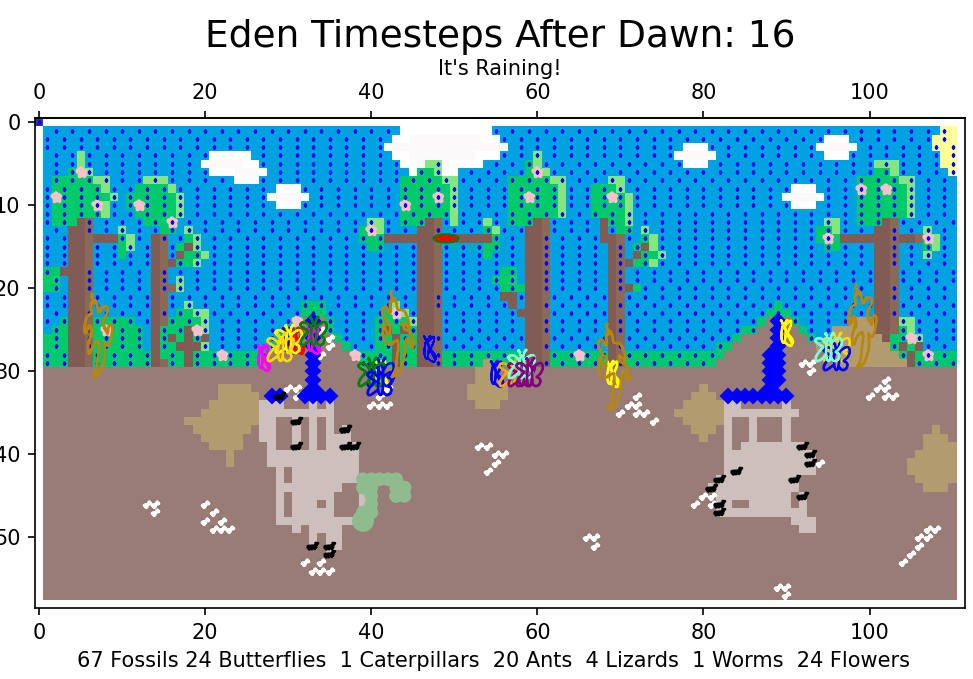 Eden Timesteps After Dawn: 16
It's Raining!
0 20 40 60 80 100
0
10
20
30
40
50
0 20 40 60 80 100
67 Fossils 24 Butterflies 1 Caterpillars 20 Ants 4 Lizards 1 Worms 24 Flowers